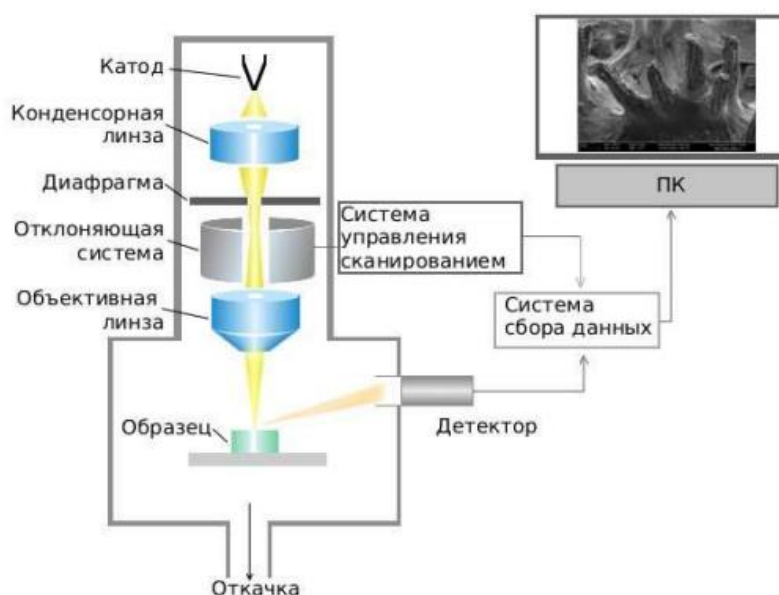 Катод
Конденсорная
линза
Диафрагма
Отклоняющая
система
Объективная
линза
Образец
Откачка
Система
управления
сканированием
Детектор
Система
сбора данных
ПК